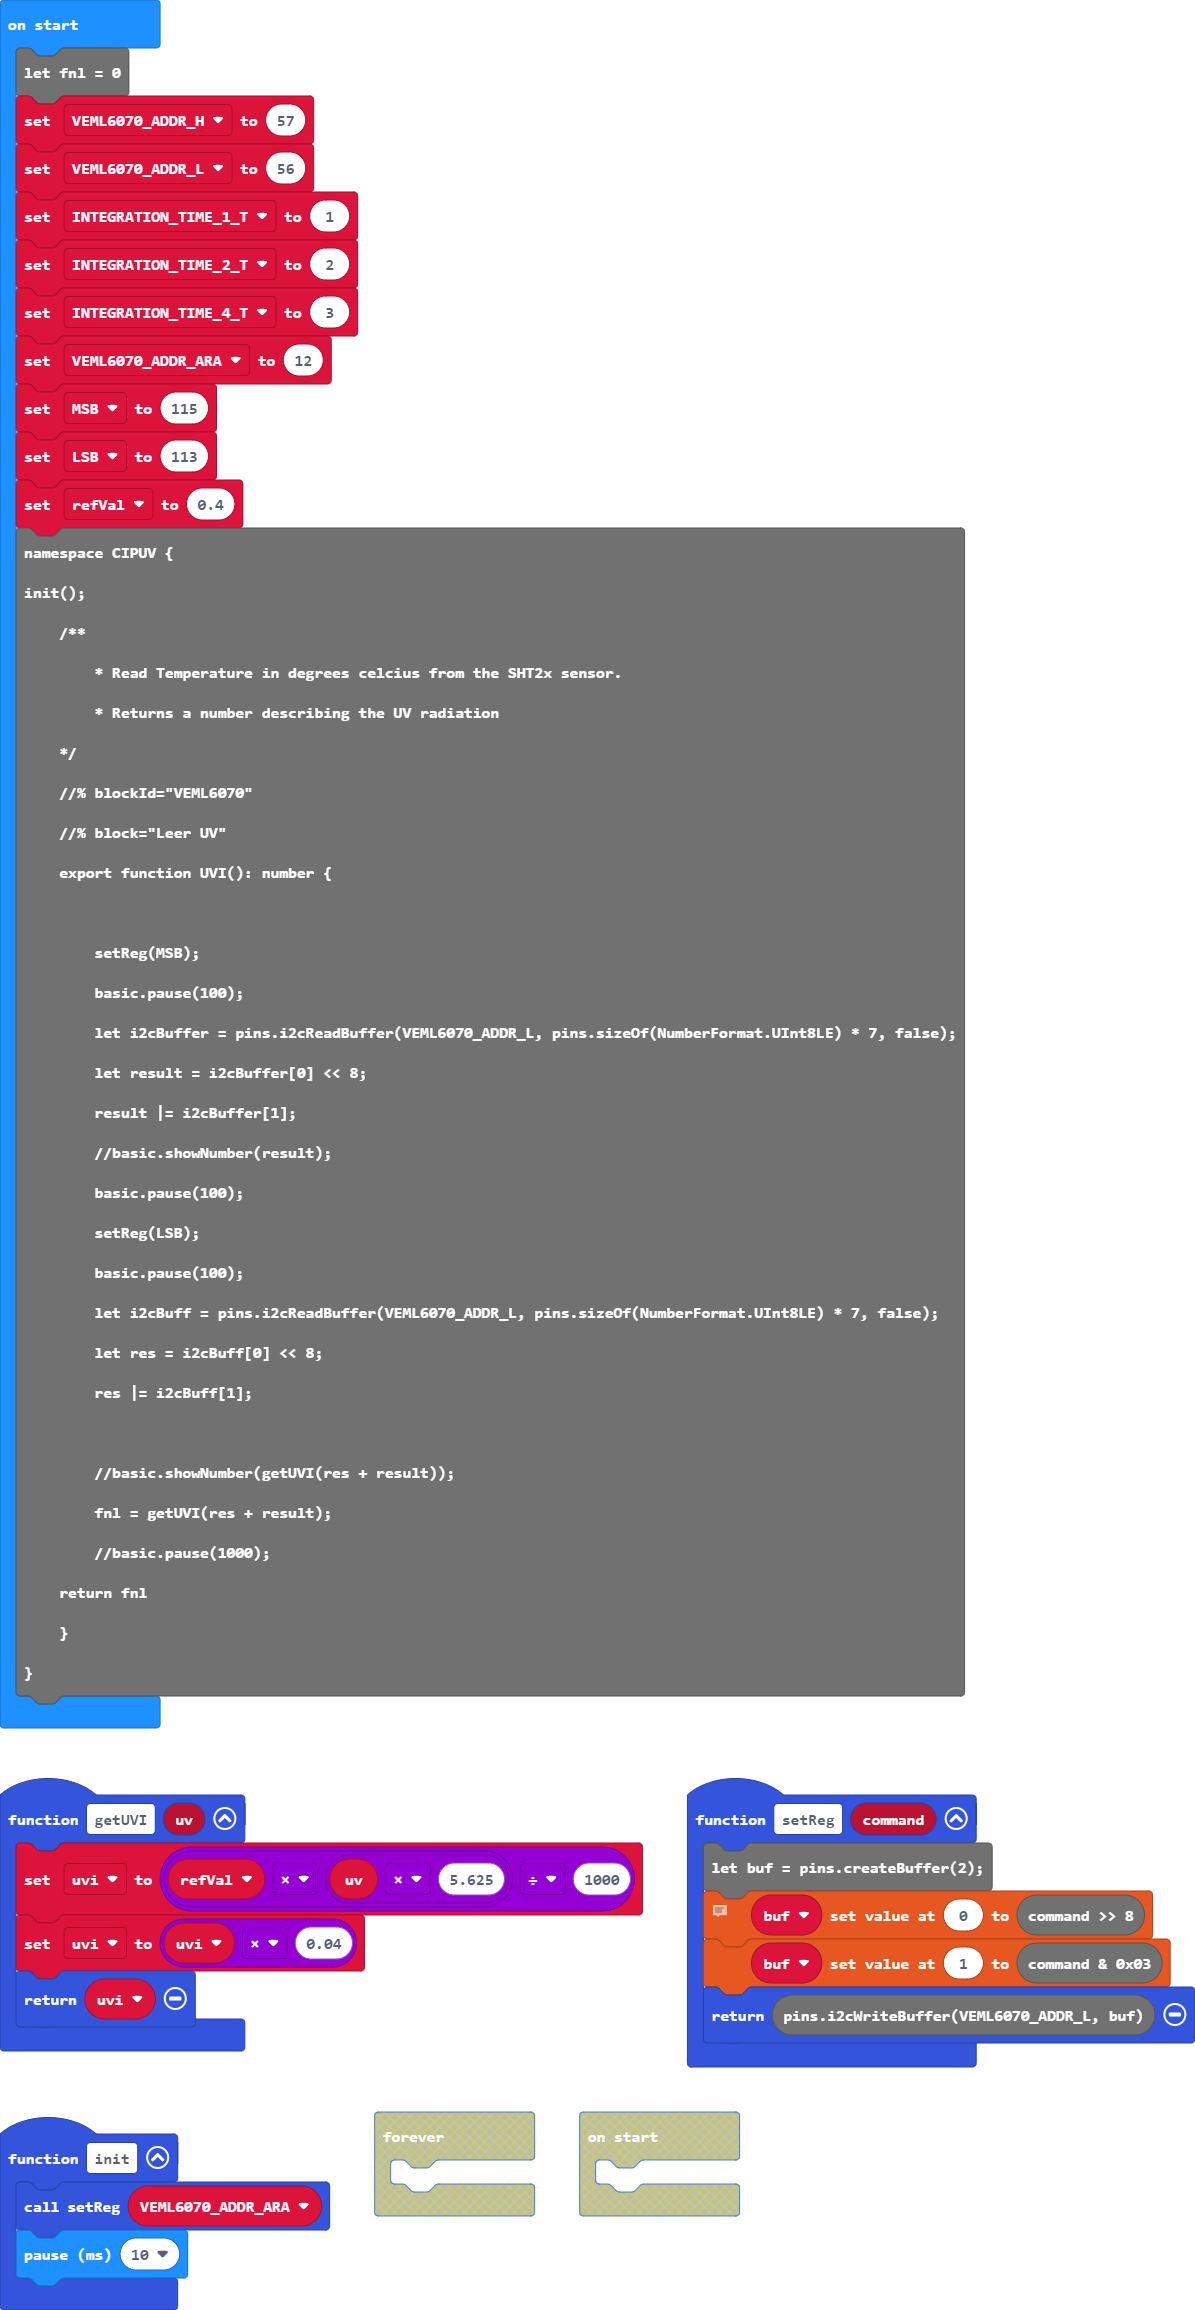 on start
let fnl = 0
set VEML6070_ADDR_H to 57
set VEML6070_ADDR_L to 56
set INTEGRATION_TIME_1_T to 1
set INTEGRATION_TIME_2_T to 2
set INTEGRATION_TIME_4_T to 3
set VEML6070_ADDR_ARA to 12
set MSB to 115
set LSB to 113
set refVal to 0.4
namespace CIPUV {
init();
/**
* Read Temperature in degrees celcius from the SHT2x sensor.
* Returns a number describing the UV radiation
*/
//% blockId="VEML6070"
//% block="Leer UV"
export function UVI(): number {
setReg(MSB);
basic.pause(100);
let i2cBuffer = pins.i2cReadBuffer(VEML6070_ADDR_L, pins.sizeOf(NumberFormat.UInt8LE) * 7, false);
let result = i2cBuffer[0] << 8;
result |= i2cBuffer[1];
//basic.showNumber(result);
basic.pause(100);
setReg(LSB);
basic.pause(100);
let i2cBuff = pins.i2cReadBuffer(VEML6070_ADDR_L, pins.sizeOf(NumberFormat.UInt8LE) * 7, false);
let res = i2cBuff[0] << 8;
res |= i2cBuff[1];
//basic.showNumber(getUVI(res + result));
fnl = getUVI(res + result);
//basic.pause(1000);
return fnl
}
}
function getUVI uv
set uvi to refVal × uv × 5.625 ÷ 1000
set uvi to uvi × 0.04
return uvi
function setReg command
let buf = pins.createBuffer(2);
buf set value at 0 to command >> 8
buf set value at 1 to command & 0x03
return pins.i2cWriteBuffer(VEML6070_ADDR_L, buf)
function init
call setReg VEML6070_ADDR_ARA
pause (ms) 10
forever
on start